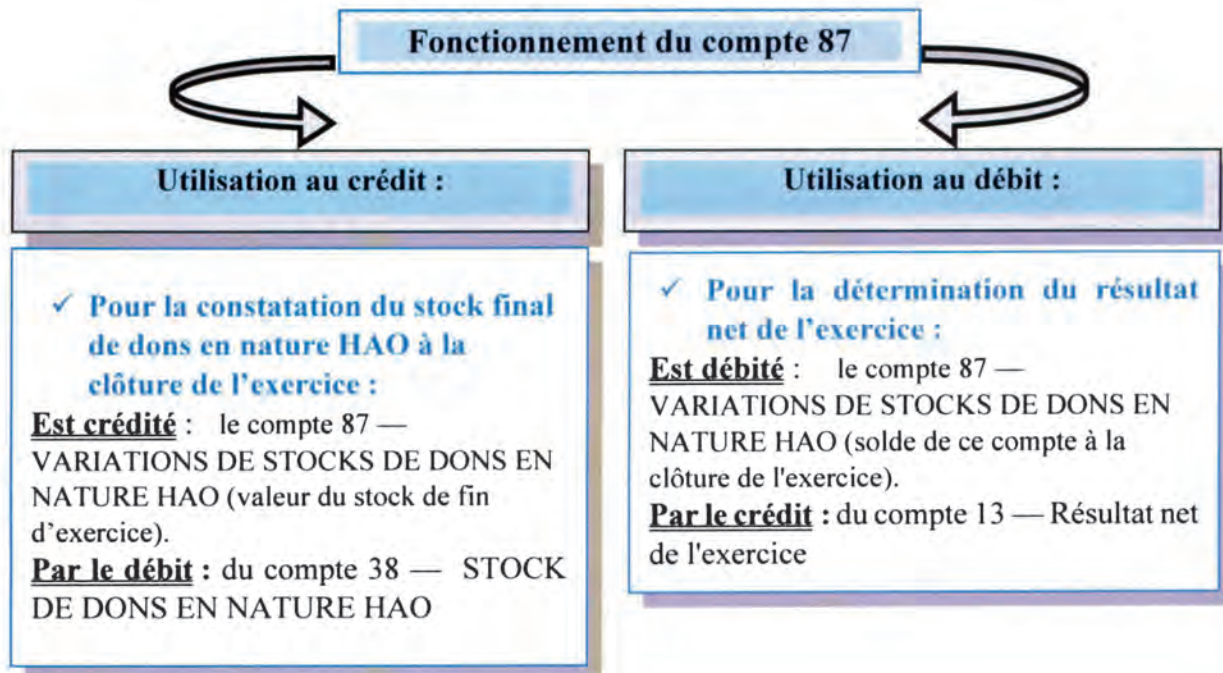 Fonctionnement du compte 87
Utilisation au crédit :
✓ Pour la constatation du stock final
de dons en nature HAO à la
clôture de l’exercice :
Est crédité : le compte 87 —
VARIATIONS DE STOCKS DE DONS EN
NATURE HAO (valeur du stock de fin
d’exercice).
Par le débit : du compte 38 — STOCK
DE DONS EN NATURE HAO
Utilisation au débit :
✓ Pour la détermination du résultat
net de l’exercice :
Est débité : le compte 87 —
VARIATIONS DE STOCKS DE DONS EN
NATURE HAO (solde de ce compte à la
clôture de l'exercice).
Par le crédit : du compte 13 — Résultat net
de l'exercice